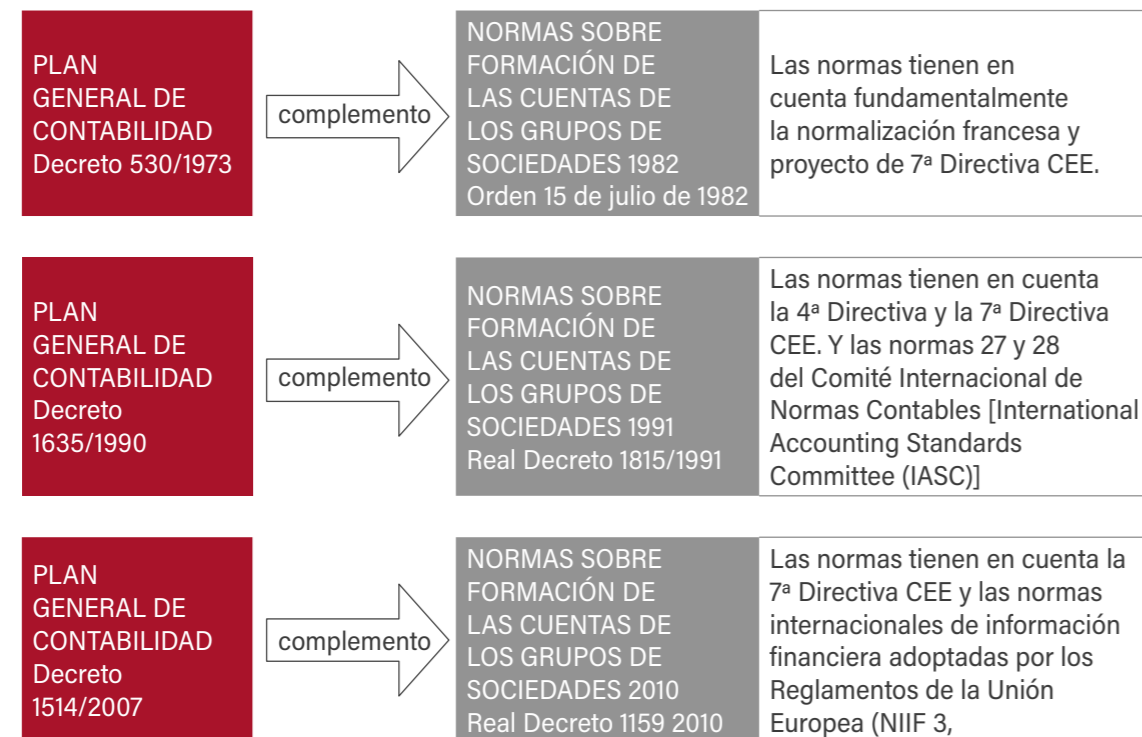 PLAN
GENERAL DE
CONTABILIDAD
Decreto 530/1973
complemento
NORMAS SOBRE
FORMACIÓN DE
LAS CUENTAS DE
LOS GRUPOS DE
SOCIEDADES 1982
Orden 15 de julio de 1982
Las normas tienen en
cuenta fundamentalmente
la normalización francesa y
proyecto de 7ª Directiva CEE.
PLAN
GENERAL DE
CONTABILIDAD
Decreto
1635/1990
complemento
NORMAS SOBRE
FORMACIÓN DE
LAS CUENTAS DE
LOS GRUPOS DE
SOCIEDADES 1991
Real Decreto 1815/1991
Las normas tienen en cuenta
la 4ª Directiva y la 7ª Directiva
CEE. Y las normas 27 y 28
del Comité Internacional de
Normas Contables [International
Accounting Standards
Committee (IASC)]
PLAN
GENERAL DE
CONTABILIDAD
Decreto
1514/2007
complemento
NORMAS SOBRE
FORMACIÓN DE
LAS CUENTAS DE
LOS GRUPOS DE
SOCIEDADES 2010
Real Decreto 1159 2010
Las normas tienen en cuenta la
7ª Directiva CEE y las normas
internacionales de información
financiera adoptadas por los
Reglamentos de la Unión
Europea (NIIF 3,